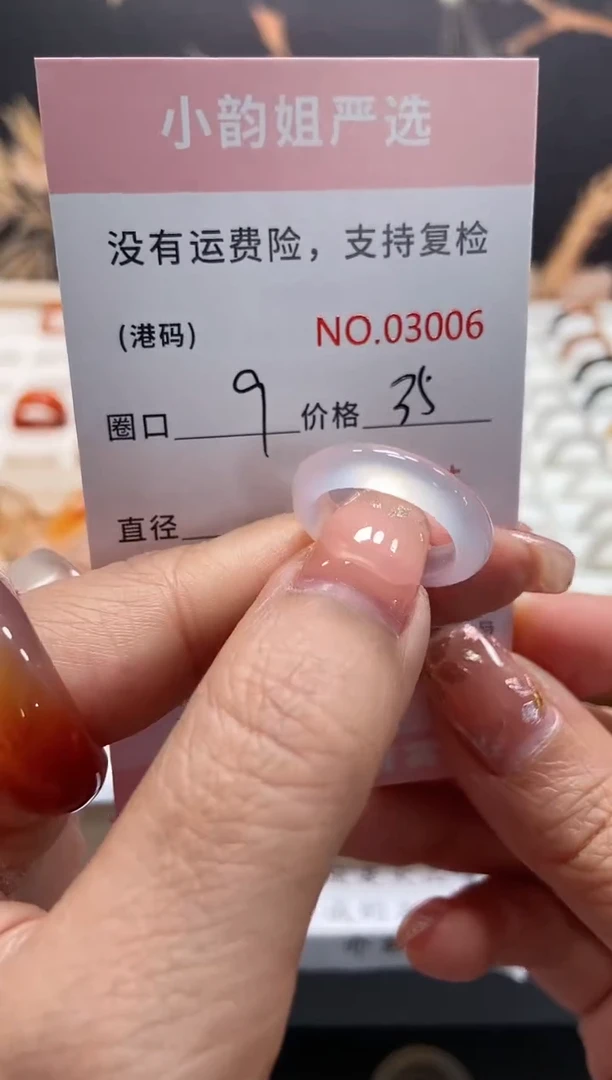 小韵姐严选
没有运费险，支持复检
(港码) NO.03006
圈口 9 价格 35
直径